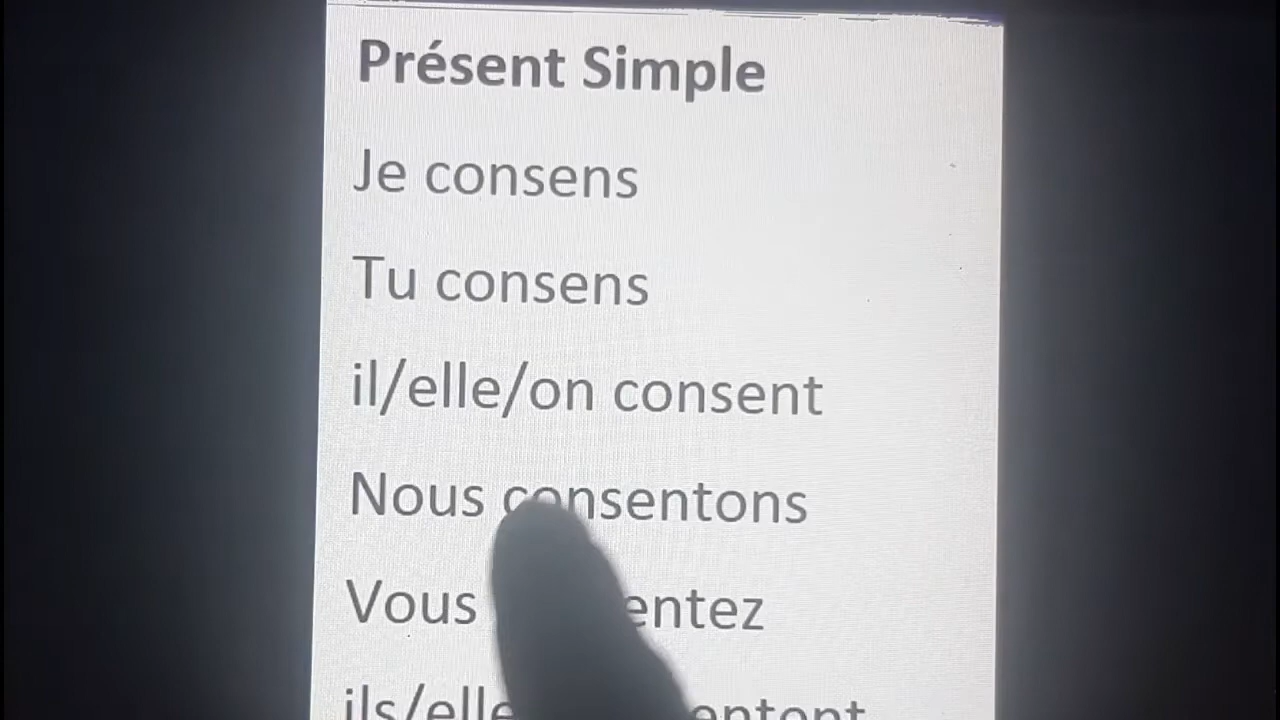 Présent Simple
Je consens
Tu consens
il/elle/on consent
Nous consentons
Vous